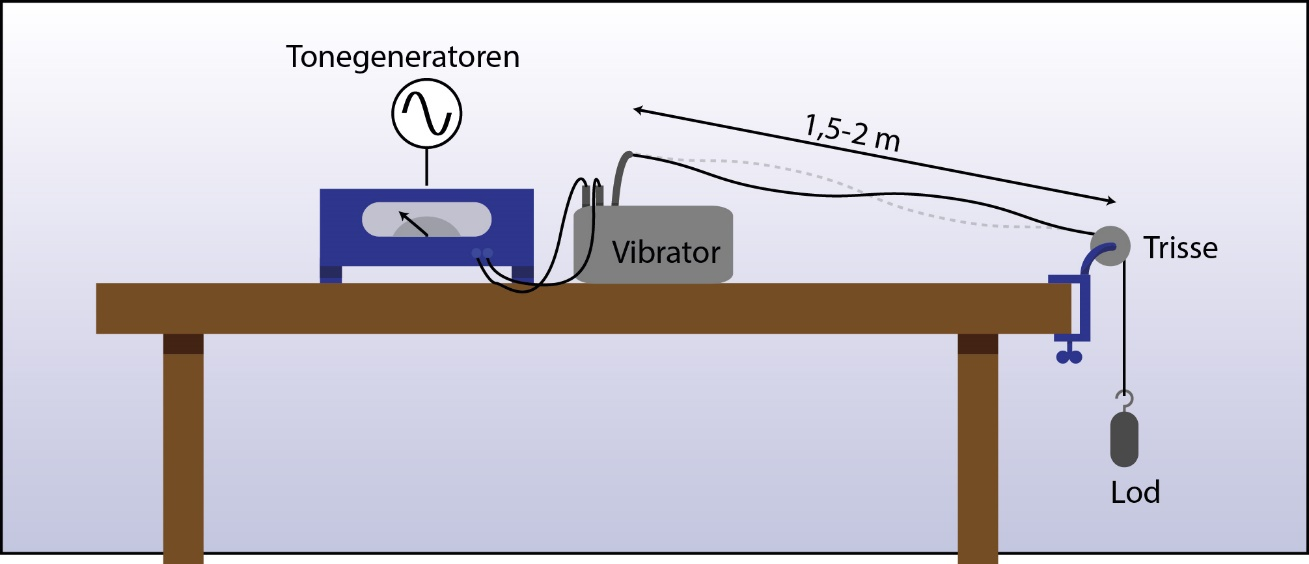 Tonegeneratoren
1,5-2 m
Vibrator
Trisse
Lod